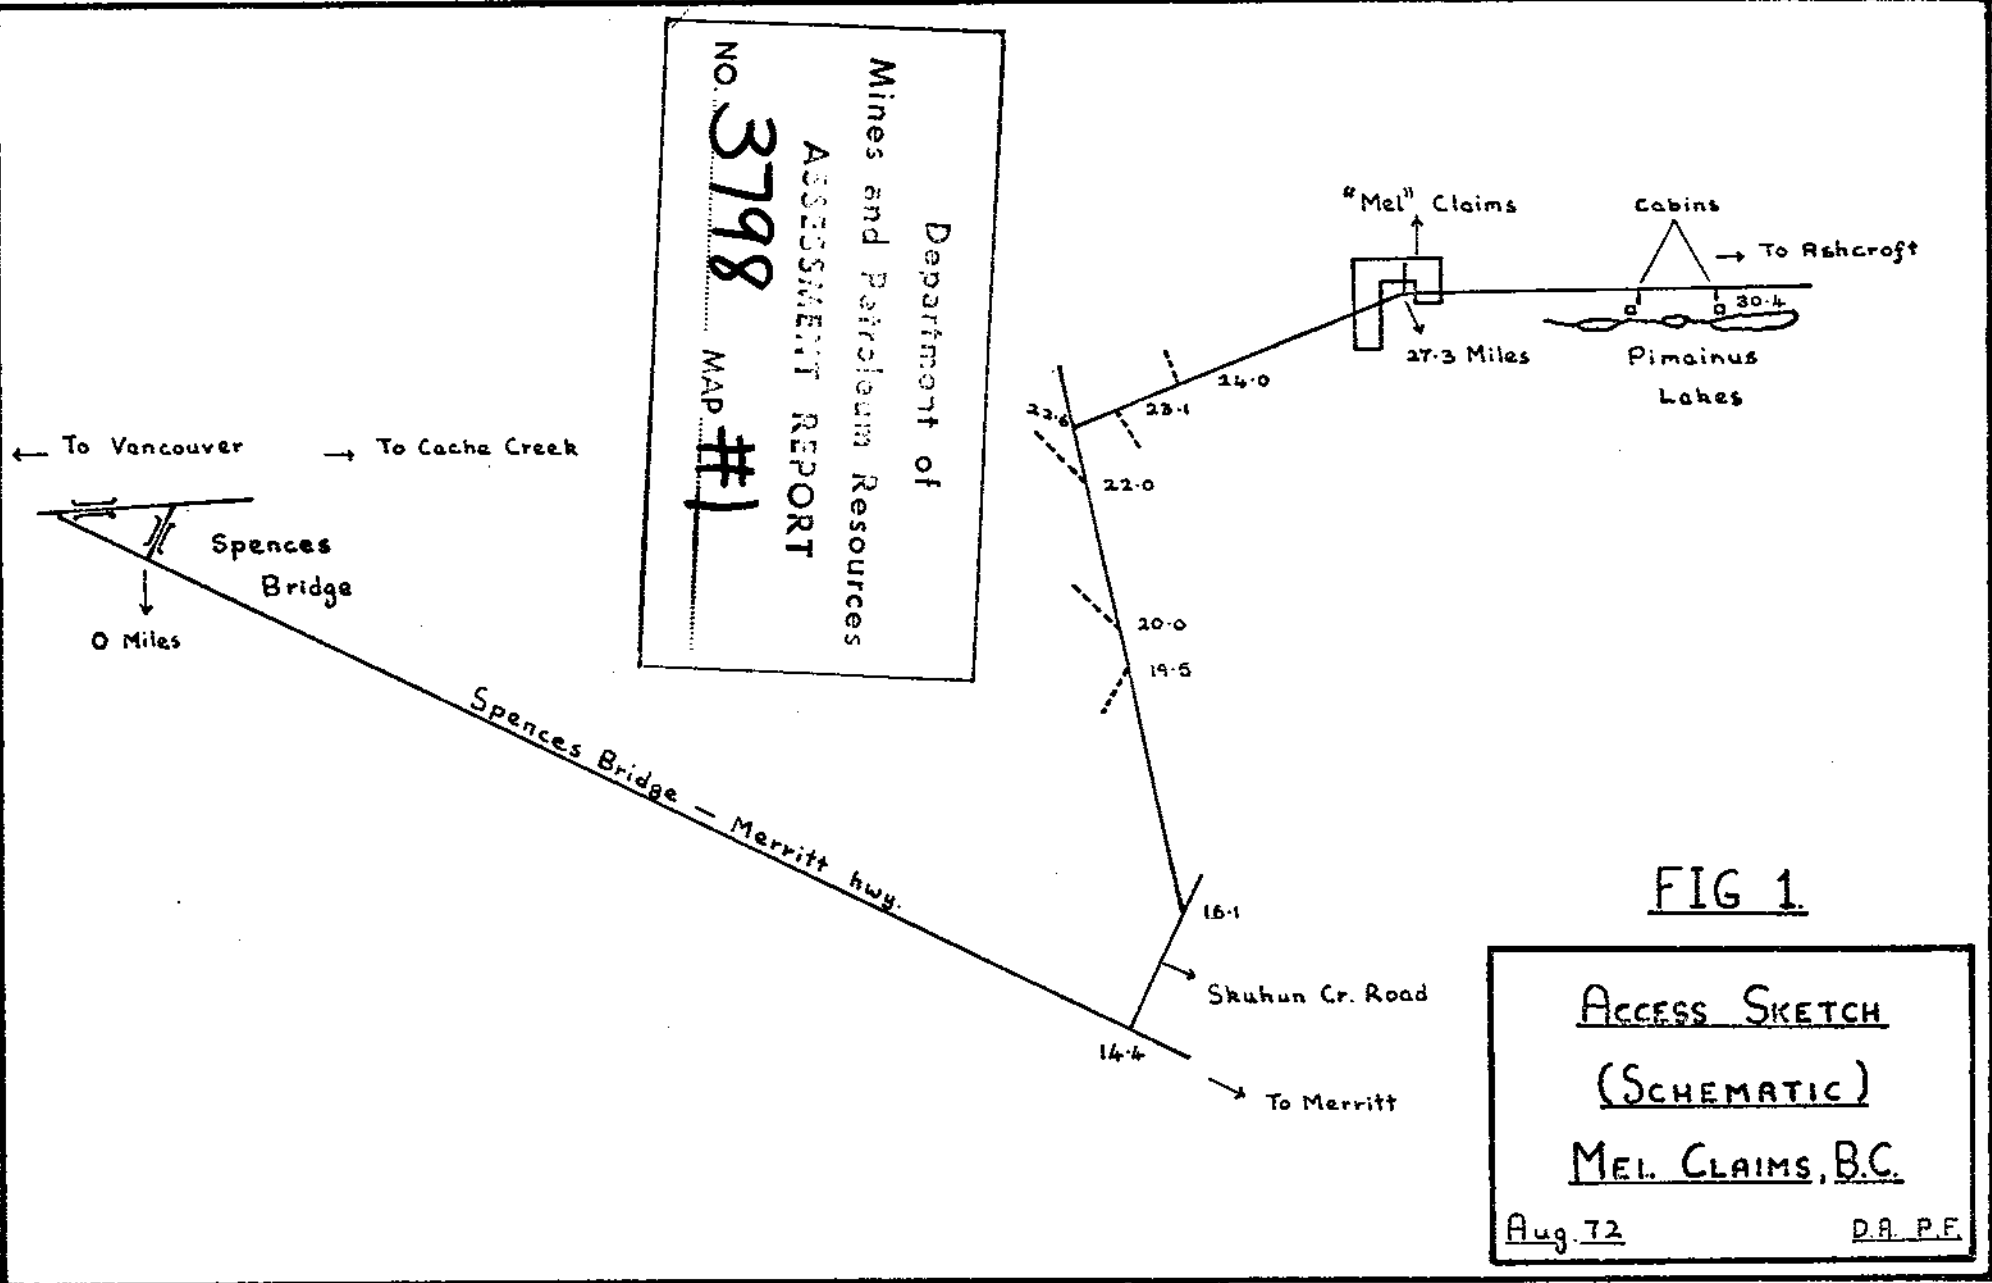 Department of
Mines and Petroleum Resources
ASSESSMENT REPORT
NO. 3798 MAP #1
"Mel" Claims
Cabins
→ To Ashcroft
30.4
27.3 Miles
Pimainus
Lakes
24.0
23.1
22.6
22.0
20.0
19.5
← To Vancouver
→ To Cache Creek
Spences
Bridge
0 Miles
Spences Bridge — Merritt hwy.
16.1
Skuhun Cr. Road
14.4
To Merritt
FIG 1.
ACCESS SKETCH
(SCHEMATIC)
MEL CLAIMS, B.C.
Aug. 72
D.A. P.F.